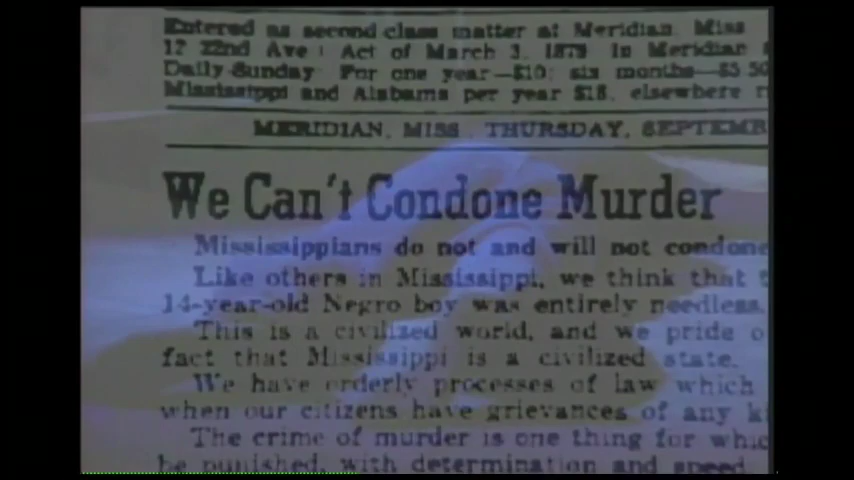 Entered as second class matter at Meridian, Miss
12 22nd Ave Act of March 3, 1879 In Meridian
Daily-Sunday For one year—$10; six months—$5 50
Mississippi and Alabama per year $18, elsewhere
MERIDIAN, MISS THURSDAY, SEPTEMB
We Can't Condone Murder
Mississippians do not and will not condone
Like others in Mississippi, we think that t
14-year-old Negro boy was entirely needless.
This is a civilized world, and we pride o
fact that Mississippi is a civilized state.
We have orderly processes of law which
when our citizens have grievances of any ki
The crime of murder is one thing for whic
be punished, with determination and speed